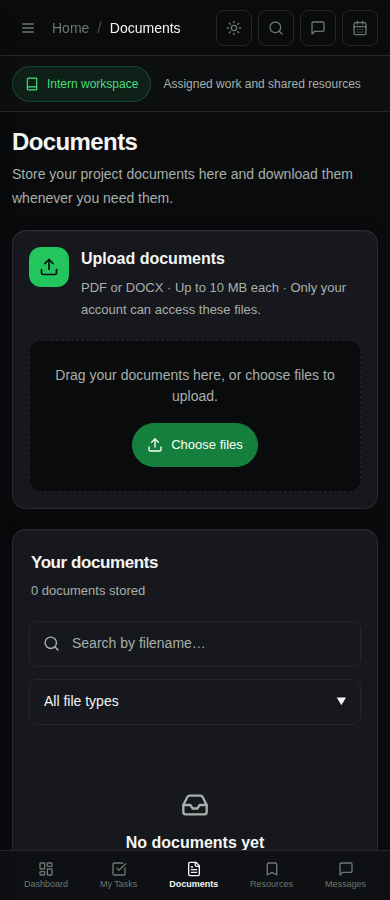 Home / Documents
Intern workspace Assigned work and shared resources
Documents
Store your project documents here and download them
whenever you need them.
Upload documents
PDF or DOCX · Up to 10 MB each · Only your
account can access these files.
Drag your documents here, or choose files to
upload.
Choose files
Your documents
0 documents stored
Search by filename…
All file types
No documents yet
Dashboard My Tasks Documents Resources Messages